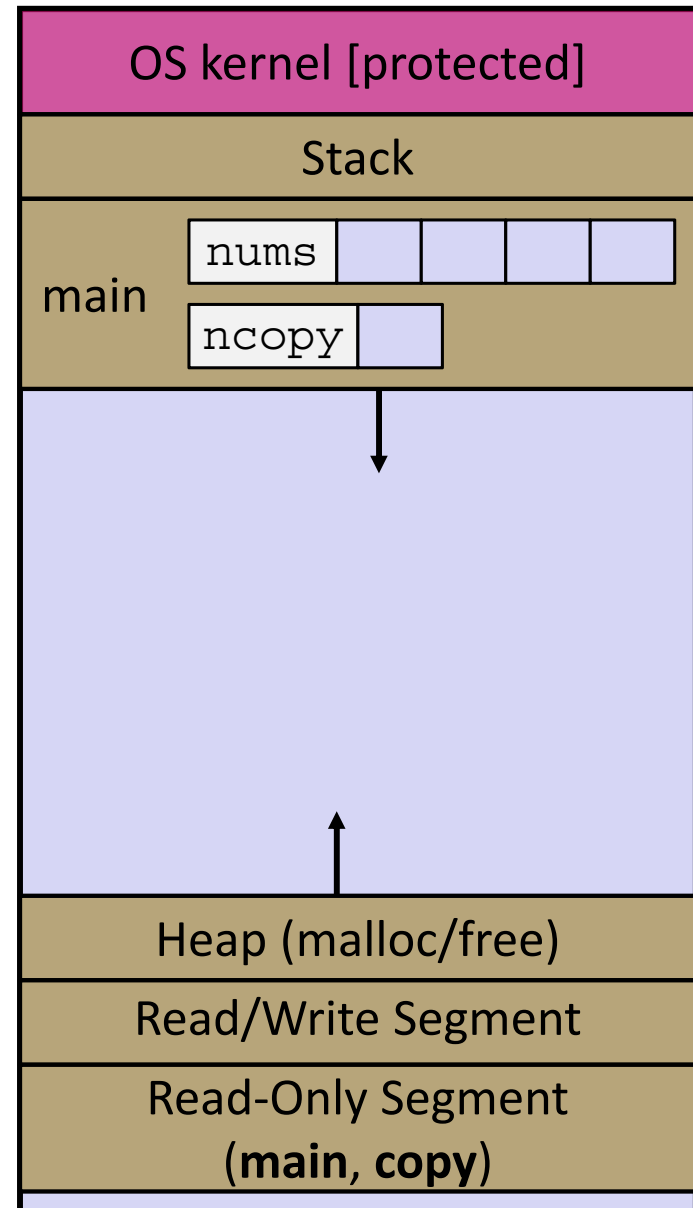 OS kernel [protected]
Stack
main
nums
ncopy
Heap (malloc/free)
Read/Write Segment
Read-Only Segment
(main, copy)